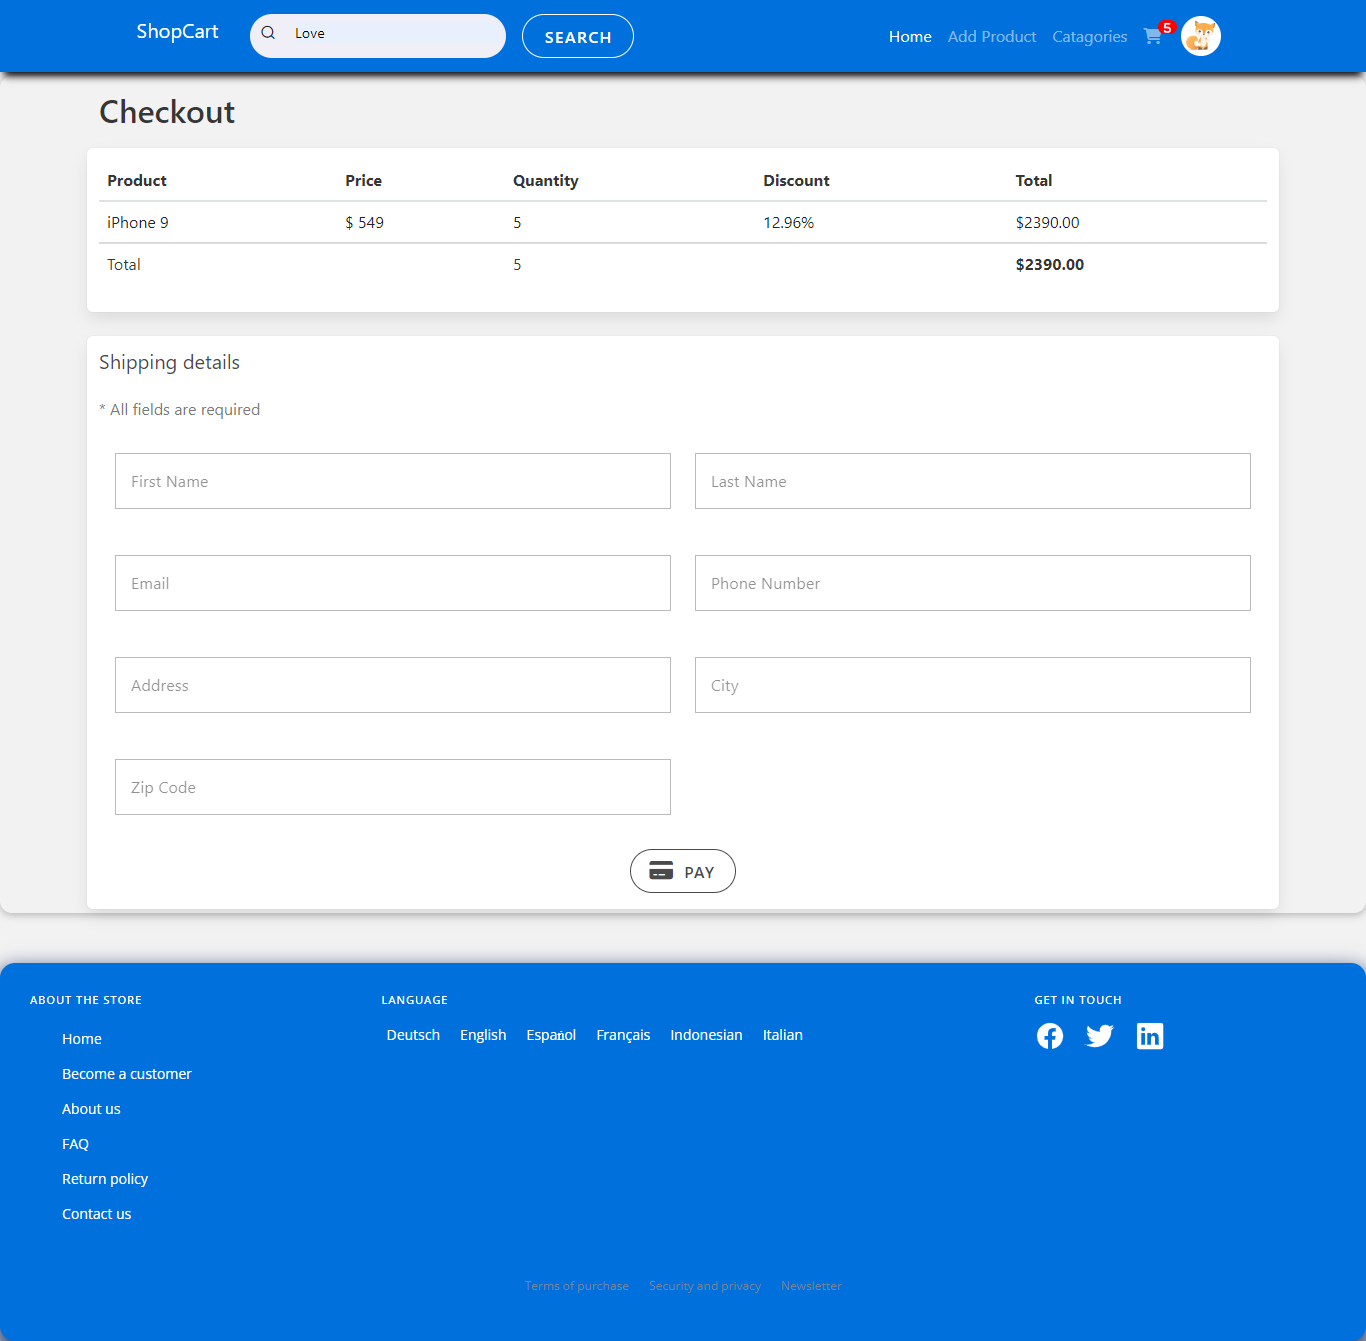 ShopCart Love SEARCH Home Add Product Catagories 5
Checkout
Product Price Quantity Discount Total
iPhone 9 $ 549 5 12.96% $2390.00
Total 5 $2390.00
Shipping details
* All fields are required
First Name Last Name
Email Phone Number
Address City
Zip Code
PAY
ABOUT THE STORE LANGUAGE GET IN TOUCH
Deutsch English Español Français Indonesian Italian
Home
Become a customer
About us
FAQ
Return policy
Contact us
Terms of purchase Security and privacy Newsletter